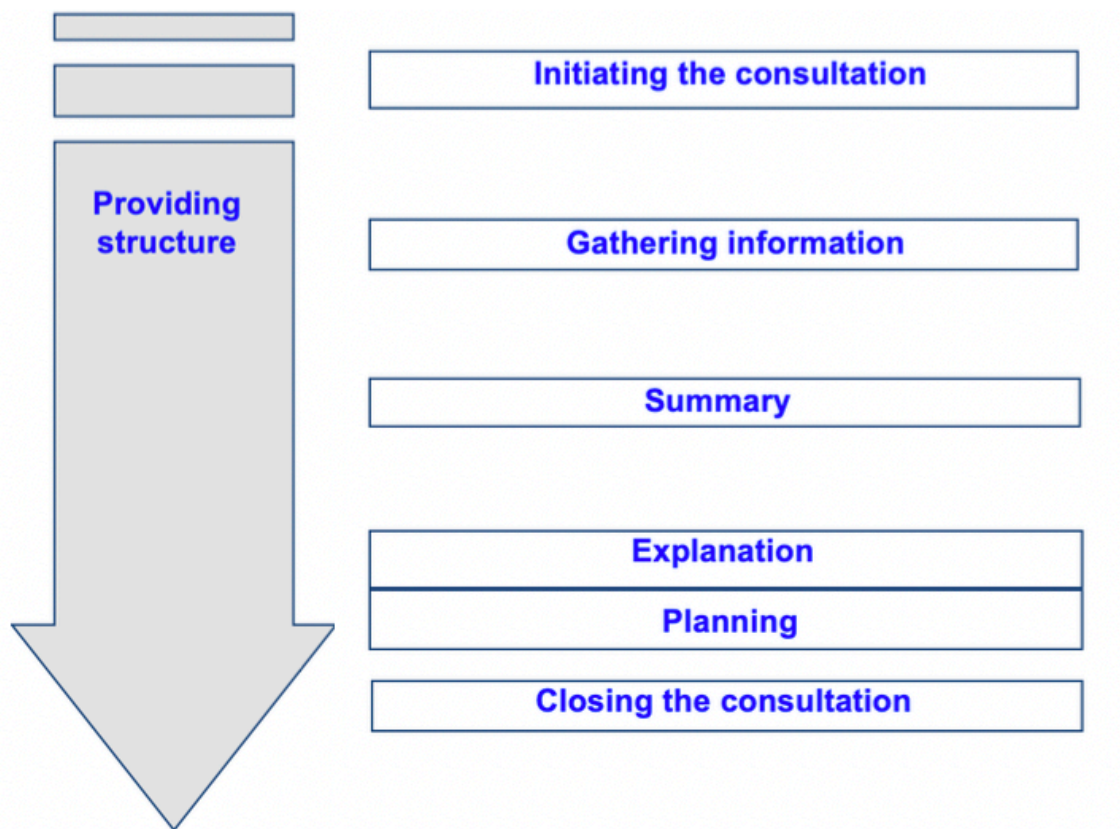 Initiating the consultation
Providing
structure
Gathering information
Summary
Explanation
Planning
Closing the consultation